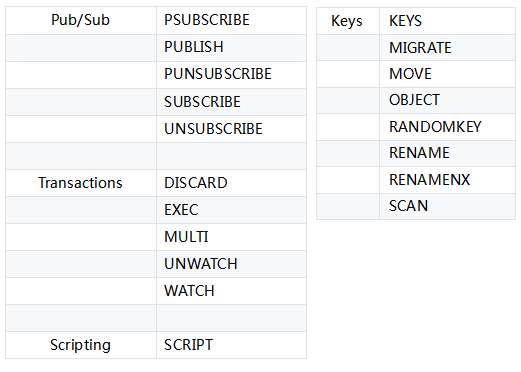 Pub/Sub PSUBSCRIBE
PUBLISH
PUNSUBSCRIBE
SUBSCRIBE
UNSUBSCRIBE
Transactions DISCARD
EXEC
MULTI
UNWATCH
WATCH
Scripting SCRIPT
Keys KEYS
MIGRATE
MOVE
OBJECT
RANDOMKEY
RENAME
RENAMENX
SCAN